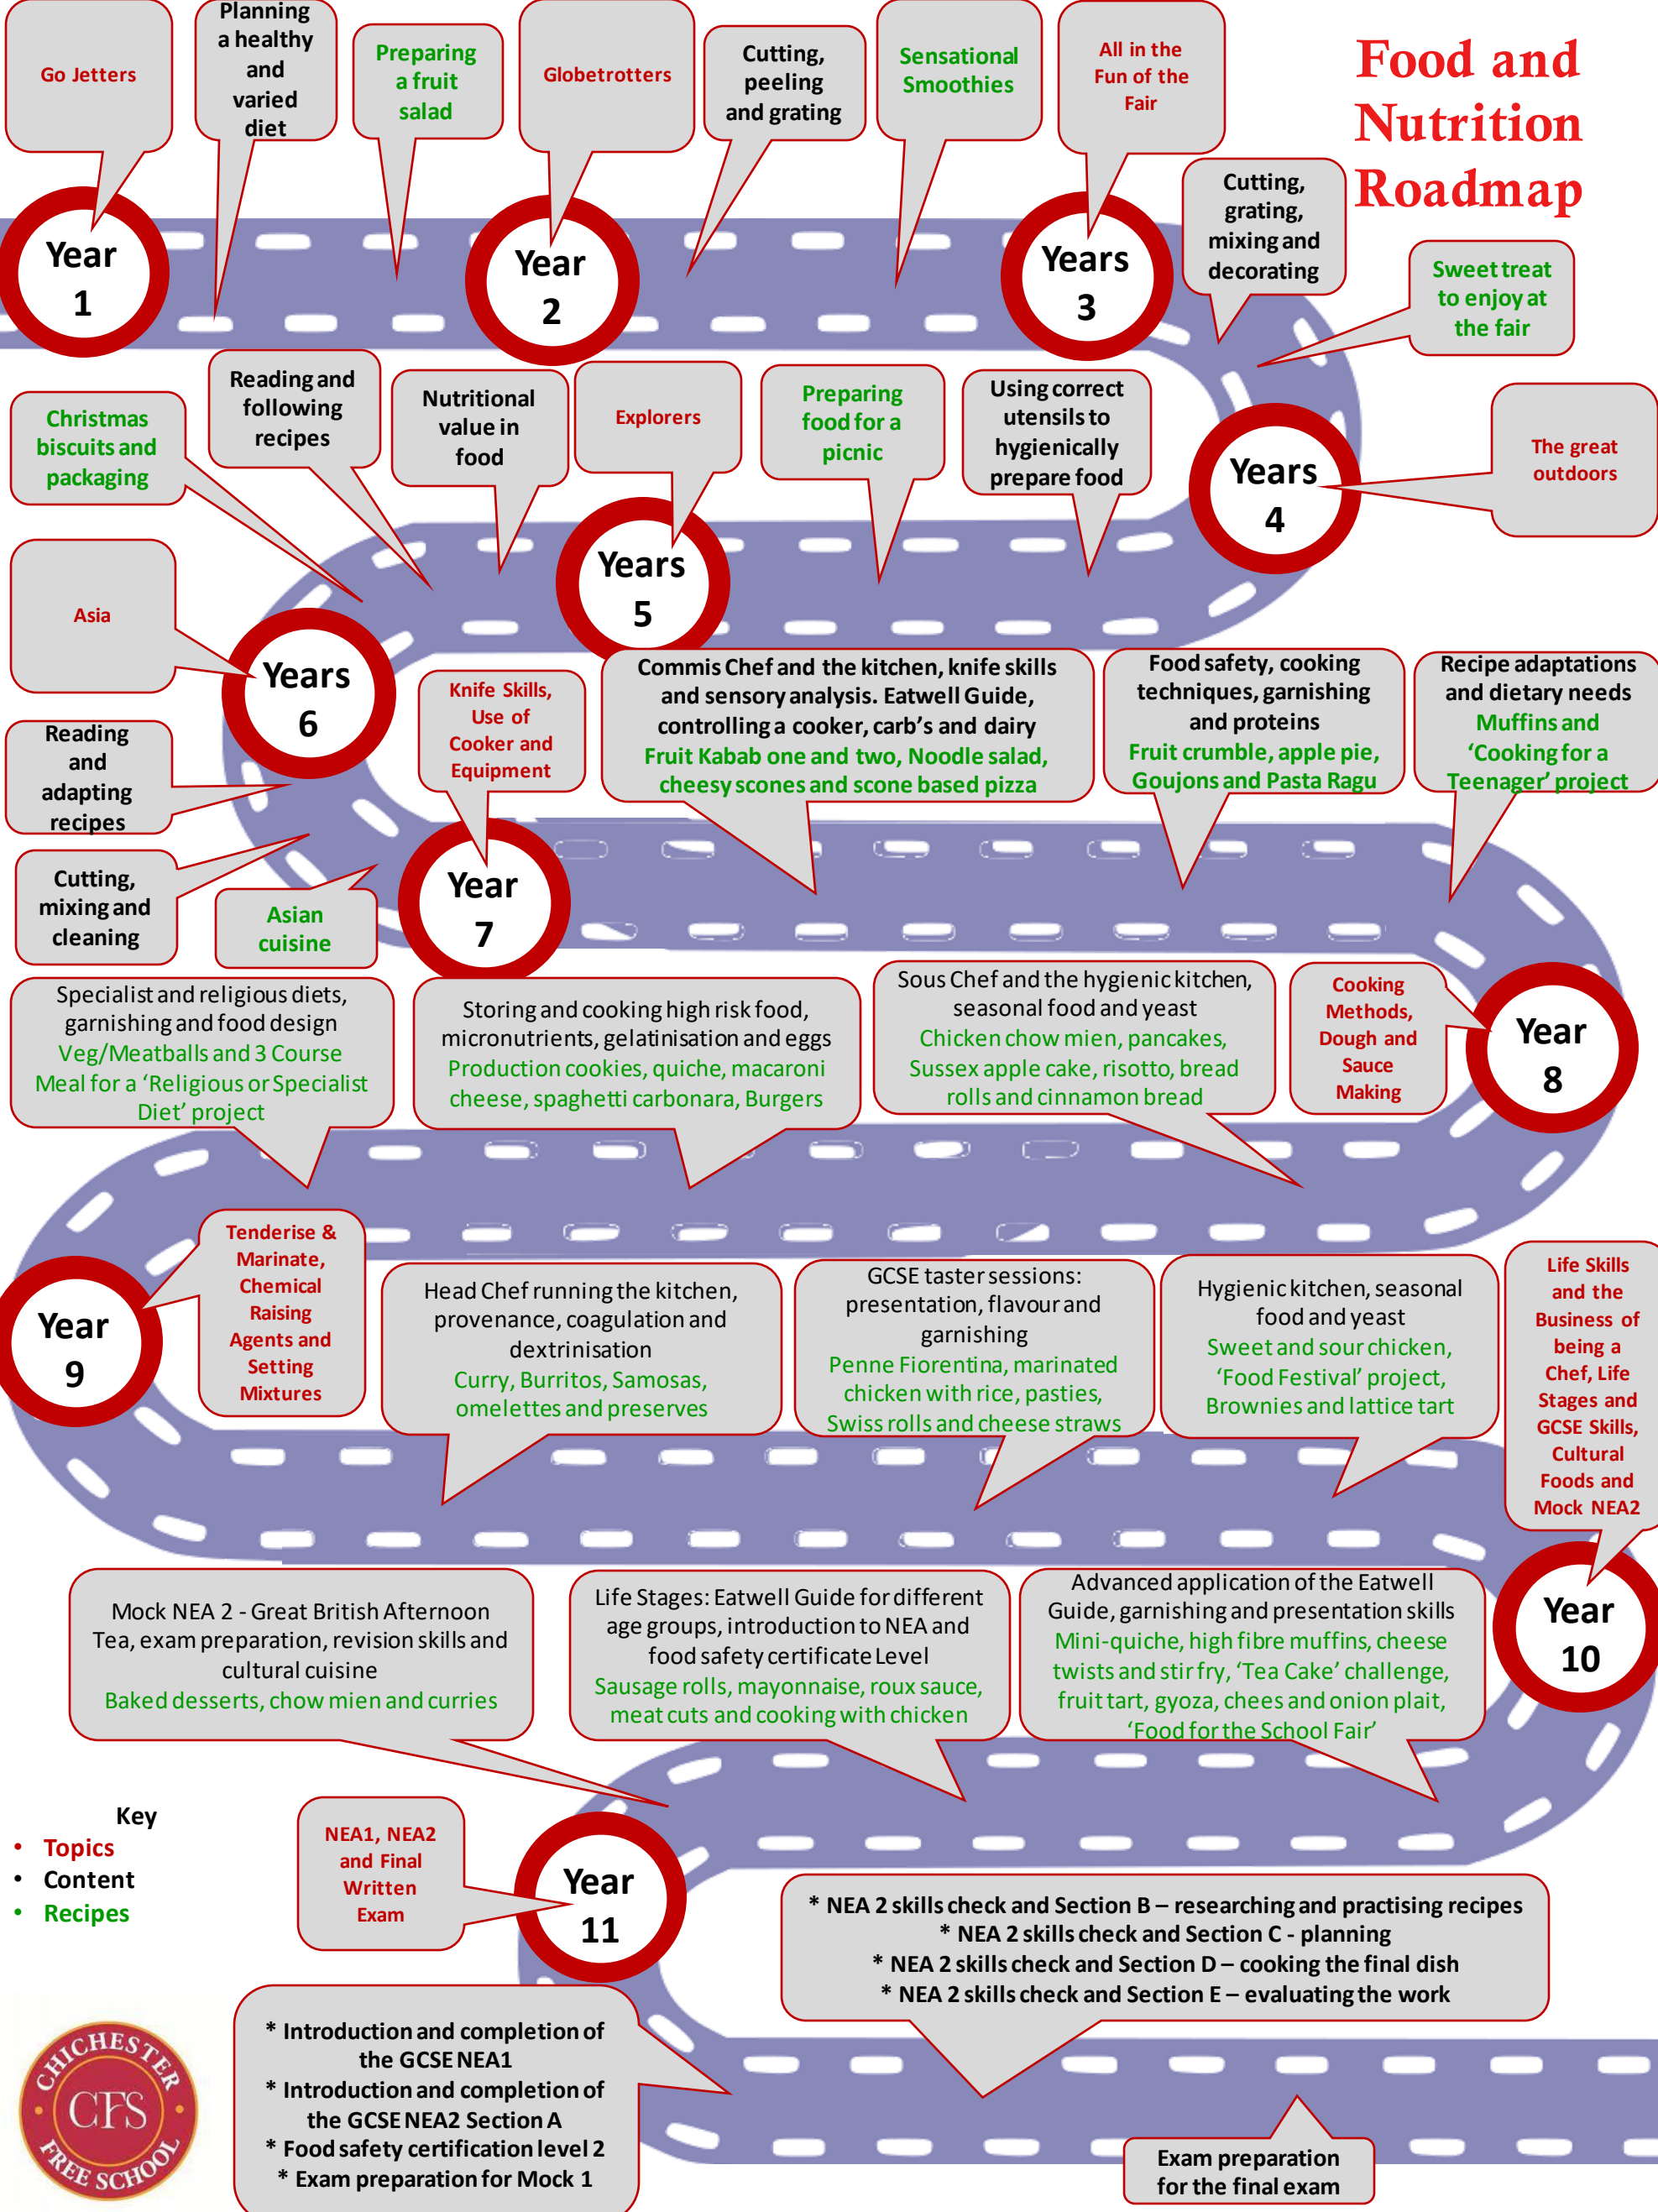 Food and
Nutrition
Roadmap
Go Jetters
Planning
a healthy
and
varied
diet
Preparing
a fruit
salad
Globetrotters
Cutting,
peeling
and grating
Sensational
Smoothies
All in the
Fun of the
Fair
Cutting,
grating,
mixing and
decorating
Sweet treat
to enjoy at
the fair
Year
1
Year
2
Years
3
The great
outdoors
Years
4
Using correct
utensils to
hygienically
prepare food
Preparing
food for a
picnic
Explorers
Years
5
Nutritional
value in
food
Reading and
following
recipes
Christmas
biscuits and
packaging
Asia
Years
6
Reading
and
adapting
recipes
Cutting,
mixing and
cleaning
Asian
cuisine
Knife Skills,
Use of
Cooker and
Equipment
Year
7
Commis Chef and the kitchen, knife skills
and sensory analysis. Eatwell Guide,
controlling a cooker, carb's and dairy
Fruit Kabab one and two, Noodle salad,
cheesy scones and scone based pizza
Food safety, cooking
techniques, garnishing
and proteins
Fruit crumble, apple pie,
Goujons and Pasta Ragu
Recipe adaptations
and dietary needs
Muffins and
‘Cooking for a
Teenager’ project
Cooking
Methods,
Dough and
Sauce
Making
Year
8
Sous Chef and the hygienic kitchen,
seasonal food and yeast
Chicken chow mien, pancakes,
Sussex apple cake, risotto, bread
rolls and cinnamon bread
Storing and cooking high risk food,
micronutrients, gelatinisation and eggs
Production cookies, quiche, macaroni
cheese, spaghetti carbonara, Burgers
Specialist and religious diets,
garnishing and food design
Veg/Meatballs and 3 Course
Meal for a ‘Religious or Specialist
Diet’ project
Year
9
Tenderise &
Marinate,
Chemical
Raising
Agents and
Setting
Mixtures
Head Chef running the kitchen,
provenance, coagulation and
dextrinisation
Curry, Burritos, Samosas,
omelettes and preserves
GCSE taster sessions:
presentation, flavour and
garnishing
Penne Fiorentina, marinated
chicken with rice, pasties,
Swiss rolls and cheese straws
Hygienic kitchen, seasonal
food and yeast
Sweet and sour chicken,
‘Food Festival’ project,
Brownies and lattice tart
Life Skills
and the
Business of
being a
Chef, Life
Stages and
GCSE Skills,
Cultural
Foods and
Mock NEA2
Year
10
Advanced application of the Eatwell
Guide, garnishing and presentation skills
Mini-quiche, high fibre muffins, cheese
twists and stir fry, ‘Tea Cake’ challenge,
fruit tart, gyoza, chees and onion plait,
‘Food for the School Fair’
Life Stages: Eatwell Guide for different
age groups, introduction to NEA and
food safety certificate Level
Sausage rolls, mayonnaise, roux sauce,
meat cuts and cooking with chicken
Mock NEA 2 - Great British Afternoon
Tea, exam preparation, revision skills and
cultural cuisine
Baked desserts, chow mien and curries
Key
• Topics
• Content
• Recipes
NEA1, NEA2
and Final
Written
Exam
Year
11
* Introduction and completion of
the GCSE NEA1
* Introduction and completion of
the GCSE NEA2 Section A
* Food safety certification level 2
* Exam preparation for Mock 1
* NEA 2 skills check and Section B – researching and practising recipes
* NEA 2 skills check and Section C - planning
* NEA 2 skills check and Section D – cooking the final dish
* NEA 2 skills check and Section E – evaluating the work
Exam preparation
for the final exam
CHICHESTER
CFS
FREE SCHOOL